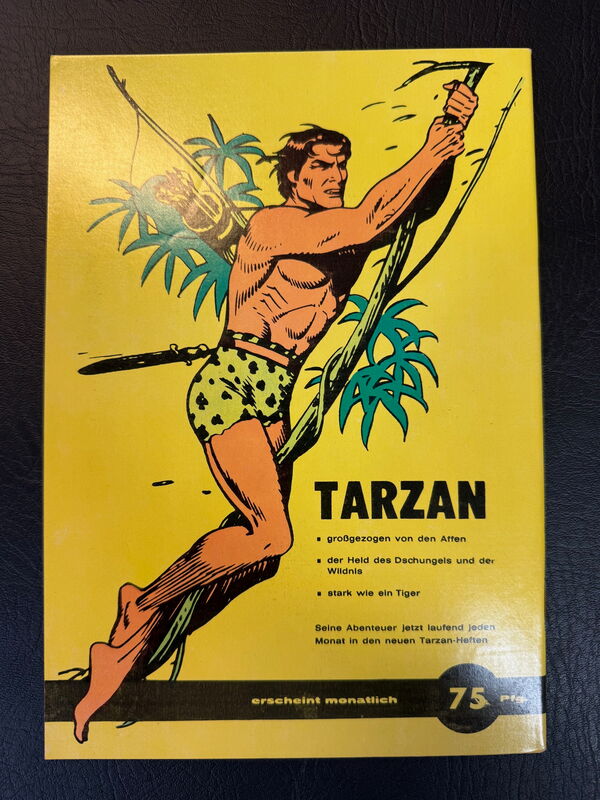 TARZAN
▪ großgezogen von den Affen
▪ der Held des Dschungels und der
Wildnis
▪ stark wie ein Tiger
Seine Abenteuer jetzt laufend jeden
Monat in den neuen Tarzan-Heften
erscheint monatlich
75 Pfg.